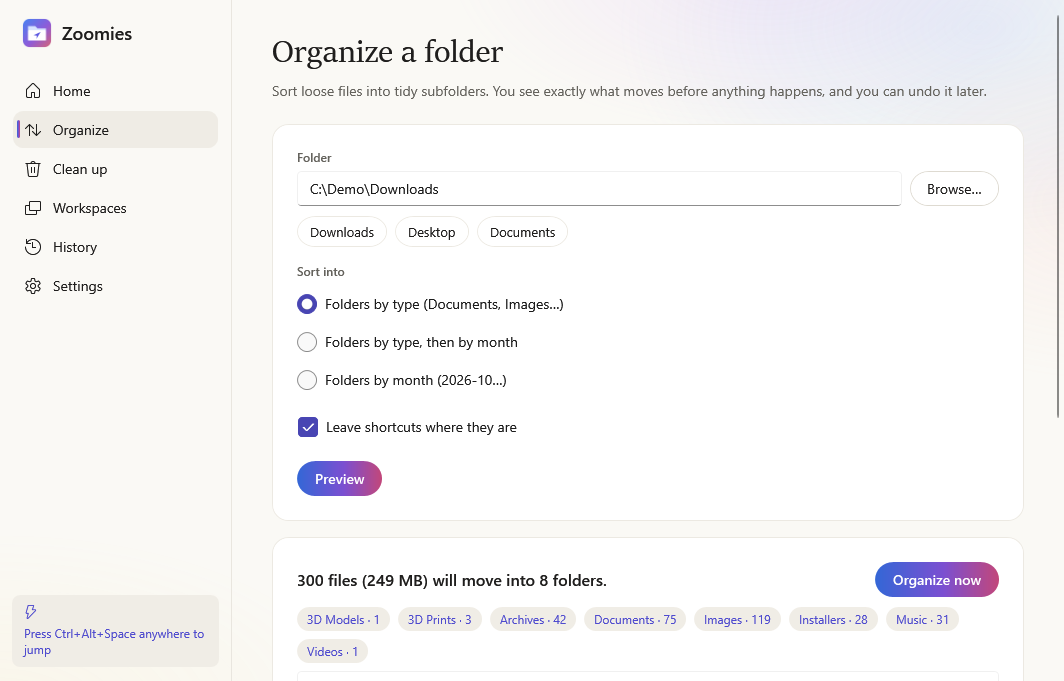 Zoomies
Home
Organize
Clean up
Workspaces
History
Settings
Press Ctrl+Alt+Space anywhere to
jump
Organize a folder
Sort loose files into tidy subfolders. You see exactly what moves before anything happens, and you can undo it later.
Folder
C:\Demo\Downloads
Browse...
Downloads
Desktop
Documents
Sort into
Folders by type (Documents, Images...)
Folders by type, then by month
Folders by month (2026-10...)
Leave shortcuts where they are
Preview
300 files (249 MB) will move into 8 folders.
Organize now
3D Models · 1
3D Prints · 3
Archives · 42
Documents · 75
Images · 119
Installers · 28
Music · 31
Videos · 1